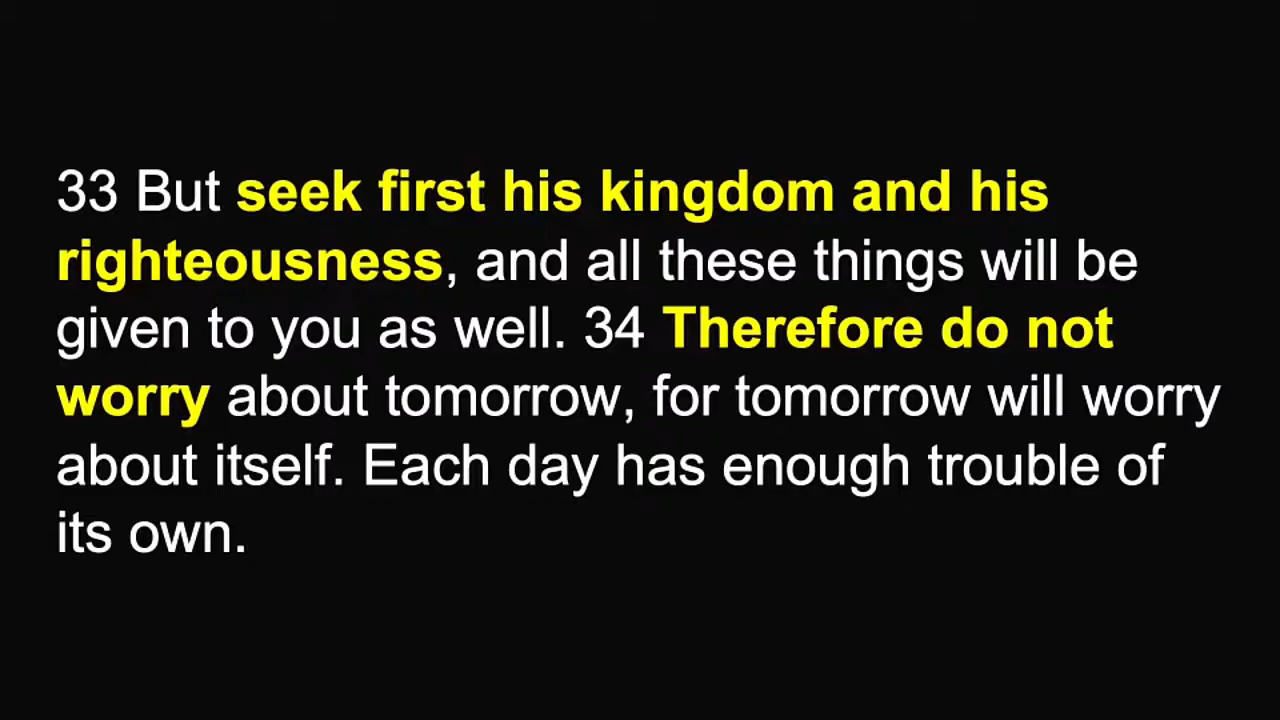 33 But seek first his kingdom and his
righteousness, and all these things will be
given to you as well. 34 Therefore do not
worry about tomorrow, for tomorrow will worry
about itself. Each day has enough trouble of
its own.